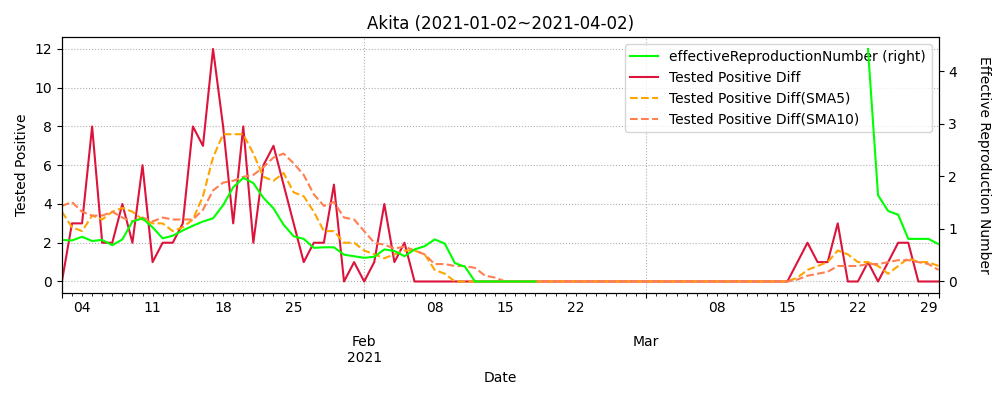 Akita (2021-01-02~2021-04-02)
effectiveReproductionNumber (right)
Tested Positive Diff
Tested Positive Diff(SMA5)
Tested Positive Diff(SMA10)
Tested Positive
12
10
8
6
4
2
0
Effective Reproduction Number
4
3
2
1
0
04 11 18 25 08 15 22 08 15 22 29
Feb Mar
2021
Date